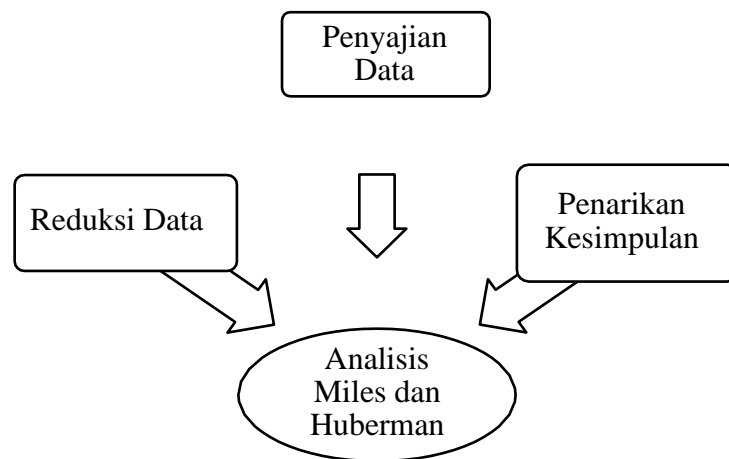 Penyajian
Data
Reduksi Data
Penarikan
Kesimpulan
Analisis
Miles dan
Huberman